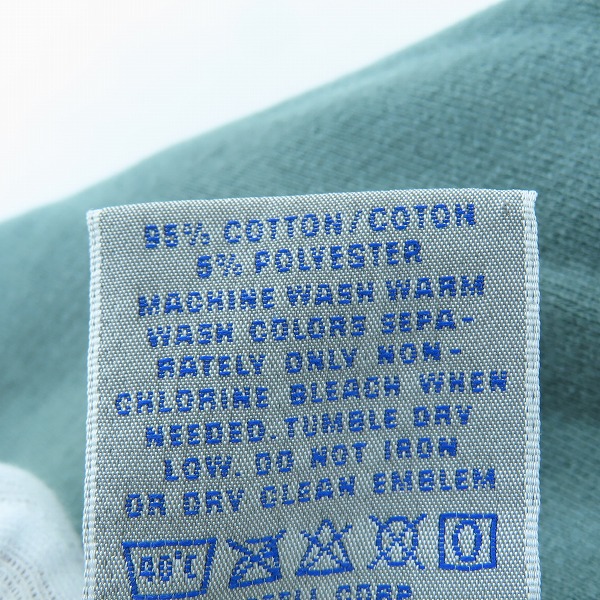 95% COTTON/COTON
5% POLYESTER
MACHINE WASH WARM
WASH COLORS SEPA-
RATELY ONLY NON-
CHLORINE BLEACH WHEN
NEEDED. TUMBLE DRY
LOW. DO NOT IRON
OR DRY CLEAN EMBLEM
40°C
CORP